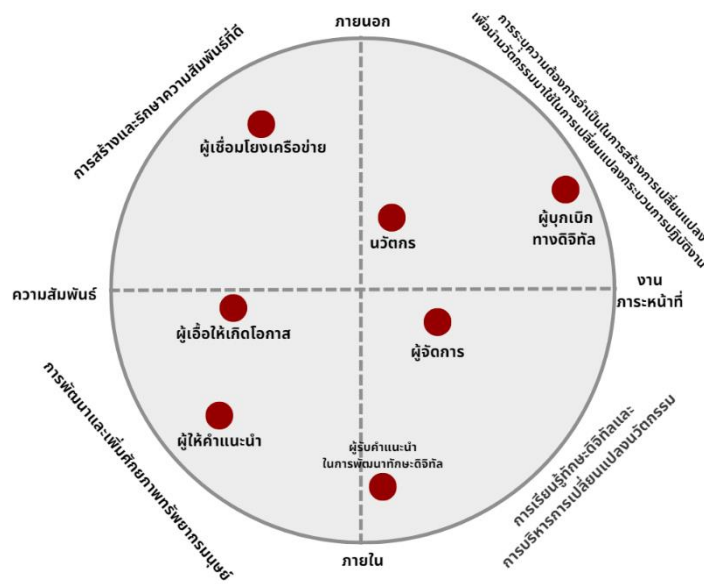 ภายนอก
การสร้างและรักษาความสัมพันธ์ที่ดี
การระบุความต้องการจำเป็นในการสร้างการเปลี่ยนแปลง
เพื่อนำนวัตกรรมมาใช้ในการเปลี่ยนแปลงกระบวนการปฏิบัติงาน
ผู้เชื่อมโยงเครือข่าย
นวัตกร
ผู้บุกเบิก
ทางดิจิทัล
ความสัมพันธ์
งาน
ภาระหน้าที่
ผู้เอื้อให้เกิดโอกาส
ผู้จัดการ
ผู้ให้คำแนะนำ
ผู้รับคำแนะนำ
ในการพัฒนาทักษะดิจิทัล
การพัฒนาและเพิ่มศักยภาพทรัพยากรมนุษย์
การเรียนรู้ทักษะดิจิทัลและ
การบริหารการเปลี่ยนแปลงนวัตกรรม
ภายใน